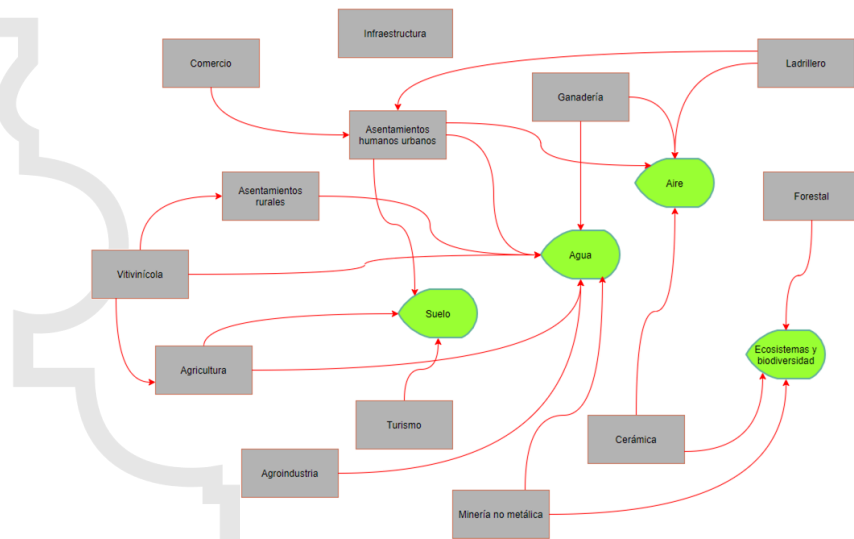 Infraestructura
Comercio
Ladrillero
Ganadería
Asentamientos
humanos urbanos
Aire
Asentamientos
rurales
Forestal
Agua
Vitivinícola
Suelo
Ecosistemas y
biodiversidad
Agricultura
Turismo
Cerámica
Agroindustria
Minería no metálica